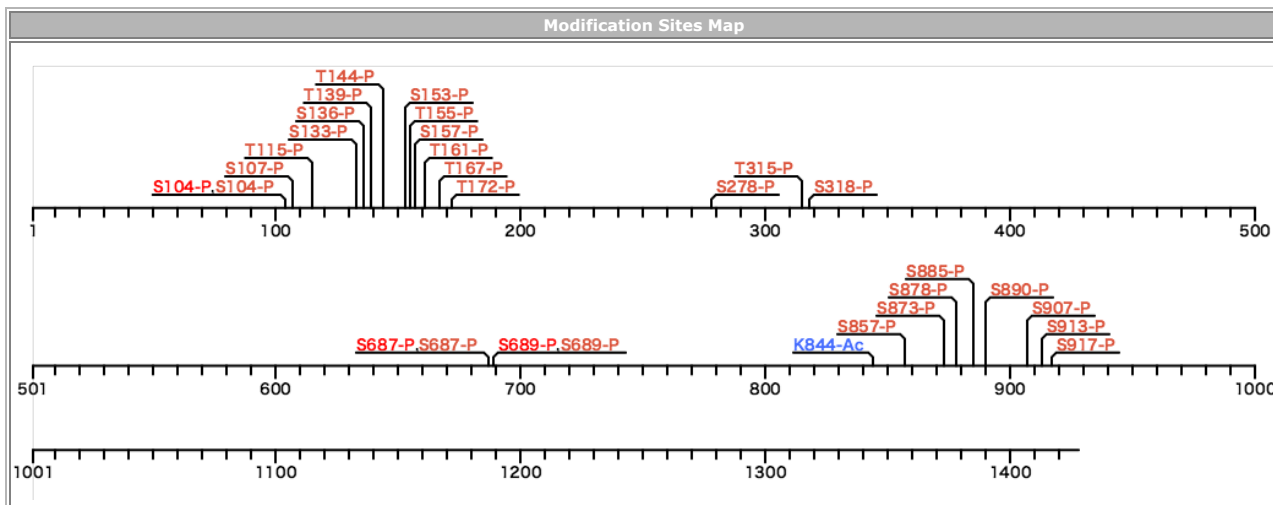 Modification Sites Map
T144-P
T139-P S153-P
S136-P T155-P
S133-P S157-P
T115-P T161-P
S107-P T167-P T315-P
S104-P,S104-P T172-P S278-P S318-P
1 100 200 300 400 500
S885-P
S878-P S890-P
S873-P S907-P
S857-P S913-P
S687-P,S687-P S689-P,S689-P K844-Ac S917-P
501 600 700 800 900 1000
1001 1100 1200 1300 1400